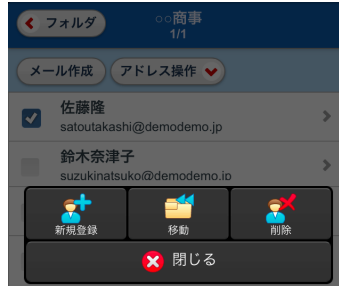 フォルダ
○○商事
1/1
メール作成
アドレス操作
佐藤隆
satoutakashi@demodemo.jp
鈴木奈津子
suzukinatsuko@demodemo.jp
新規登録
移動
削除
閉じる